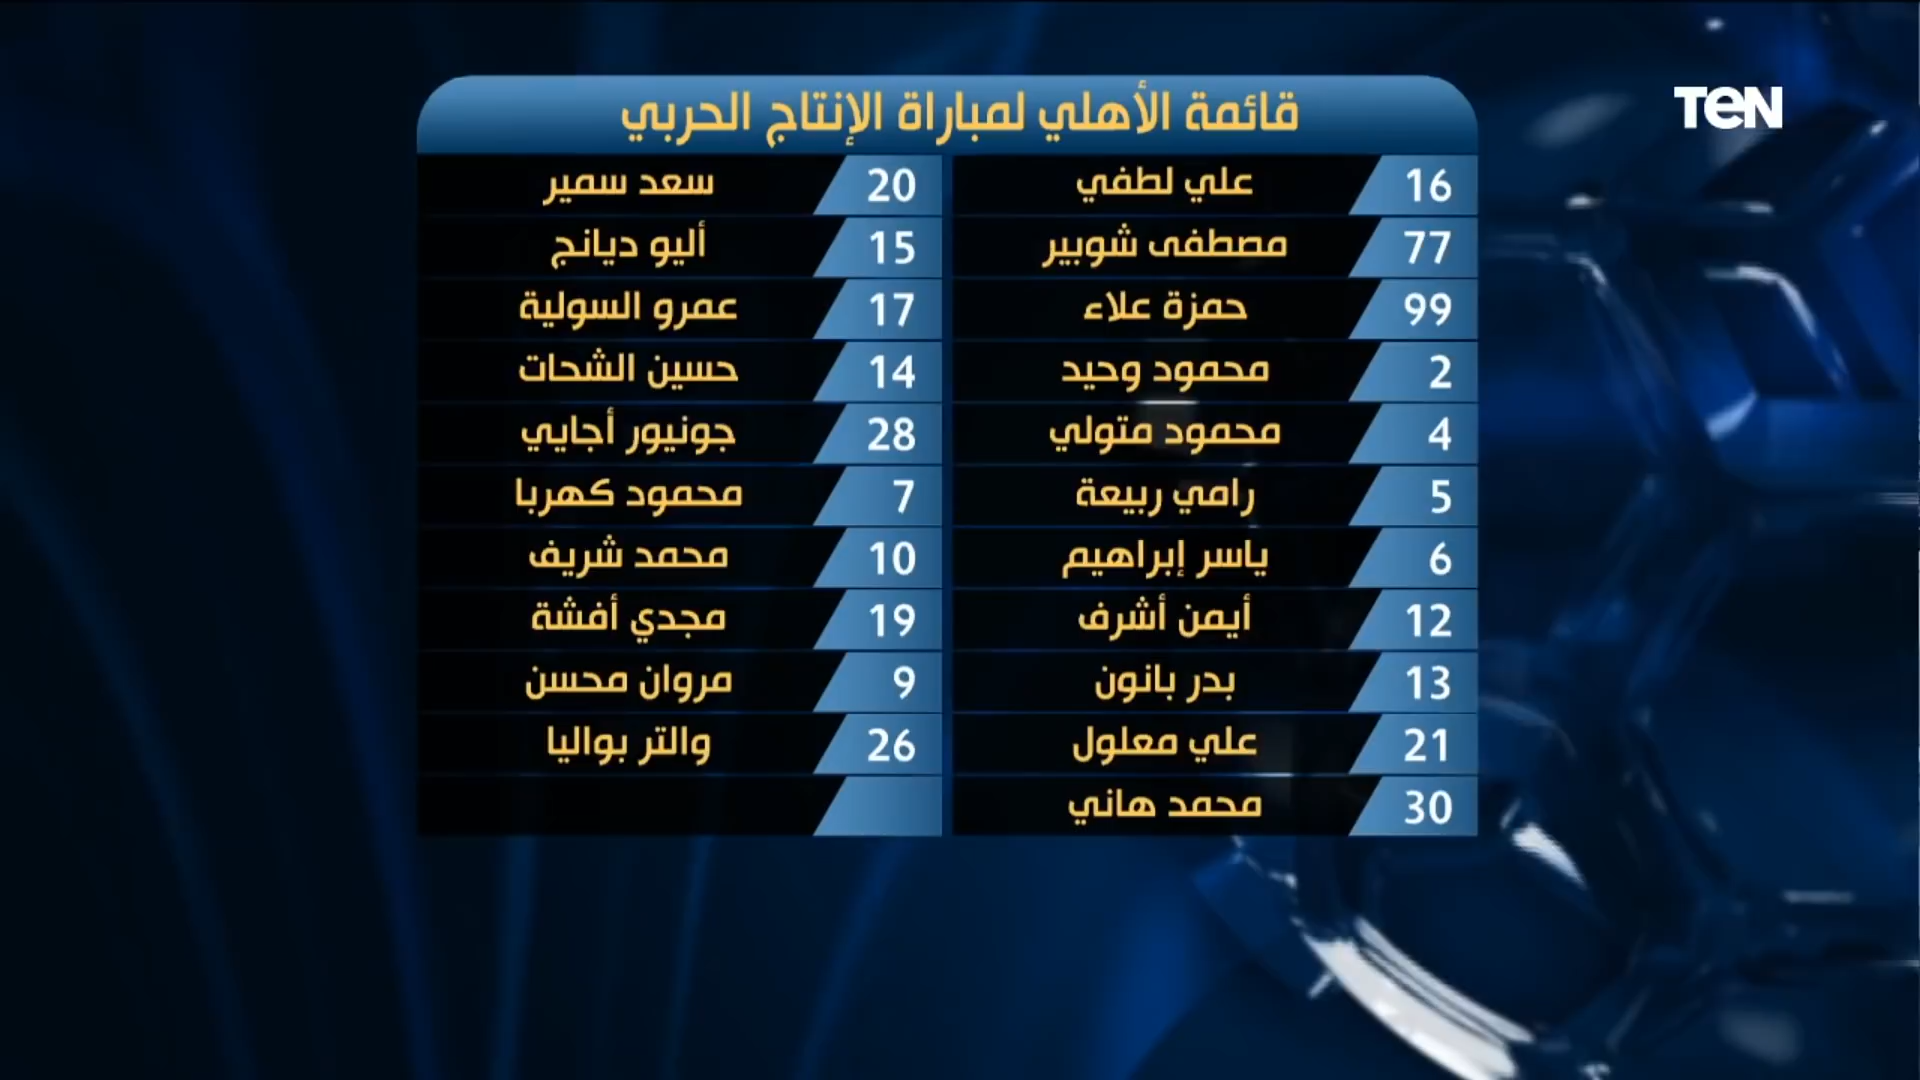 TEN
قائمة الأهلي لمباراة الإنتاج الحربي
16 علي لطفي
77 مصطفى شوبير
99 حمزة علاء
2 محمود وحيد
4 محمود متولي
5 رامي ربيعة
6 ياسر إبراهيم
12 أيمن أشرف
13 بدر بانون
21 علي معلول
30 محمد هاني
20 سعد سمير
15 أليو ديانج
17 عمرو السولية
14 حسين الشحات
28 جونيور أجايي
7 محمود كهربا
10 محمد شريف
19 مجدي أفشة
9 مروان محسن
26 والتر بواليا